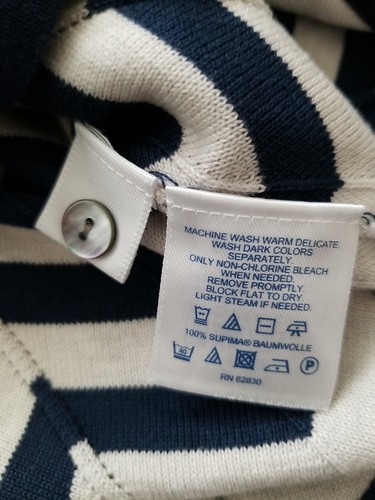 MACHINE WASH WARM DELICATE
WASH DARK COLORS
SEPARATELY.
ONLY NON-CHLORINE BLEACH
WHEN NEEDED.
REMOVE PROMPTLY.
BLOCK FLAT TO DRY.
LIGHT STEAM IF NEEDED.
100% SUPIMA® BAUMWOLLE
40 P
RN 62830